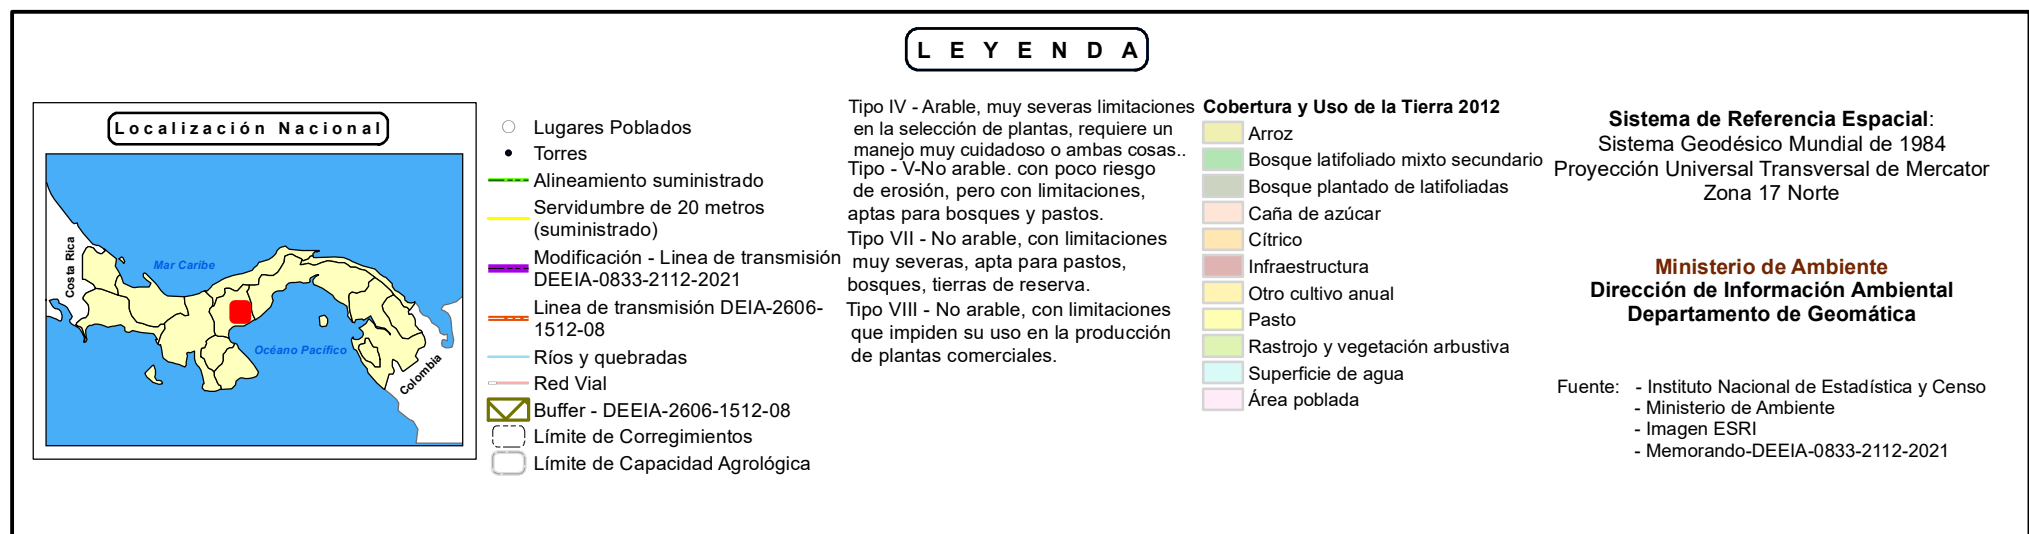 L E Y E N D A
Localización Nacional
Costa Rica
Mar Caribe
Océano Pacífico
Colombia
Lugares Poblados
Torres
Alineamiento suministrado
Servidumbre de 20 metros
(suministrado)
Modificación - Linea de transmisión
DEEIA-0833-2112-2021
Linea de transmisión DEIA-2606-
1512-08
Ríos y quebradas
Red Vial
Buffer - DEEIA-2606-1512-08
Límite de Corregimientos
Límite de Capacidad Agrológica
Tipo IV - Arable, muy severas limitaciones
en la selección de plantas, requiere un
manejo muy cuidadoso o ambas cosas..
Tipo - V-No arable. con poco riesgo
de erosión, pero con limitaciones,
aptas para bosques y pastos.
Tipo VII - No arable, con limitaciones
muy severas, apta para pastos,
bosques, tierras de reserva.
Tipo VIII - No arable, con limitaciones
que impiden su uso en la producción
de plantas comerciales.
Cobertura y Uso de la Tierra 2012
Arroz
Bosque latifoliado mixto secundario
Bosque plantado de latifoliadas
Caña de azúcar
Cítrico
Infraestructura
Otro cultivo anual
Pasto
Rastrojo y vegetación arbustiva
Superficie de agua
Área poblada
Sistema de Referencia Espacial:
Sistema Geodésico Mundial de 1984
Proyección Universal Transversal de Mercator
Zona 17 Norte
Ministerio de Ambiente
Dirección de Información Ambiental
Departamento de Geomática
Fuente: - Instituto Nacional de Estadística y Censo
- Ministerio de Ambiente
- Imagen ESRI
- Memorando-DEEIA-0833-2112-2021